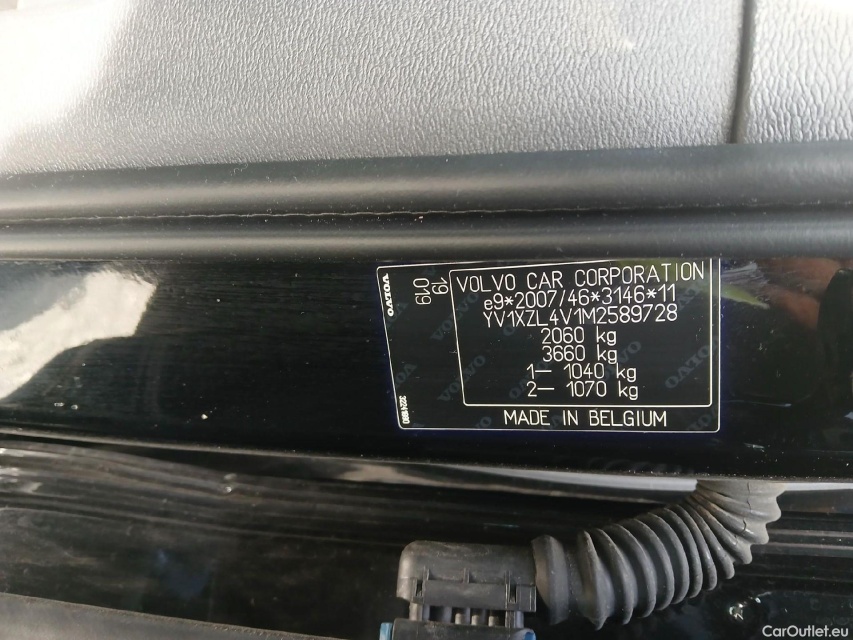 VOLVO
019
19
VOLVO CAR CORPORATION
e9*2007/46*3146*11
YV1XZL4V1M2589728
2060 kg
3660 kg
1– 1040 kg
2– 1070 kg
MADE IN BELGIUM
CarOutlet.eu